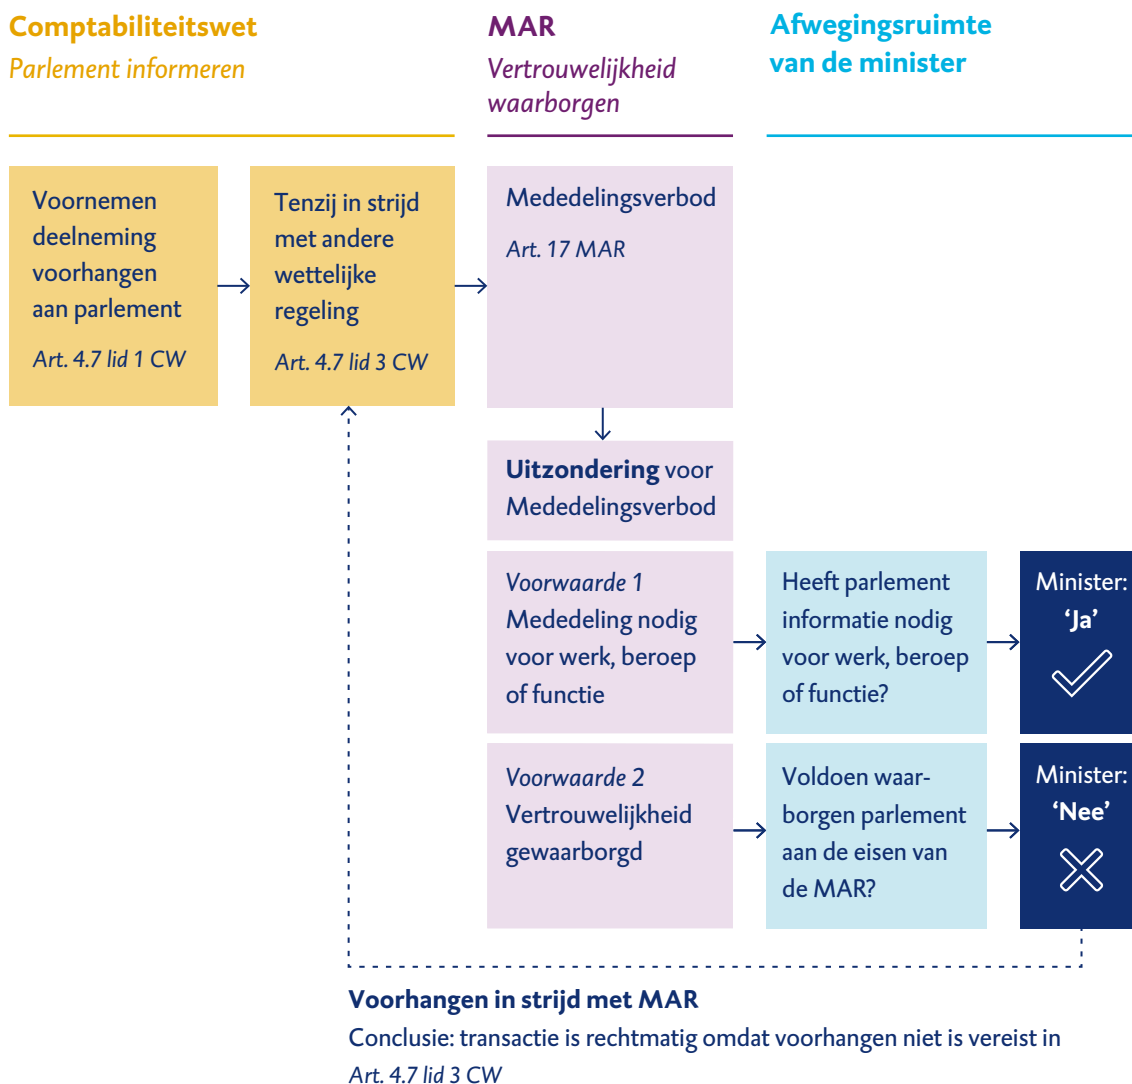 Comptabiliteitswet
Parlement informeren
MAR
Vertrouwelijkheid
waarborgen
Afwegingsruimte
van de minister
Voornemen
deelneming
voorhangen
aan parlement
Art. 4.7 lid 1 CW
Tenzij in strijd
met andere
wettelijke
regeling
Art. 4.7 lid 3 CW
Mededelingsverbod
Art. 17 MAR
Uitzondering voor
Mededelingsverbod
Voorwaarde 1
Mededeling nodig
voor werk, beroep
of functie
Heeft parlement
informatie nodig
voor werk, beroep
of functie?
Minister:
‘Ja’
Voorwaarde 2
Vertrouwelijkheid
gewaarborgd
Voldoen waar-
borgen parlement
aan de eisen van
de MAR?
Minister:
‘Nee’
Voorhangen in strijd met MAR
Conclusie: transactie is rechtmatig omdat voorhangen niet is vereist in
Art. 4.7 lid 3 CW